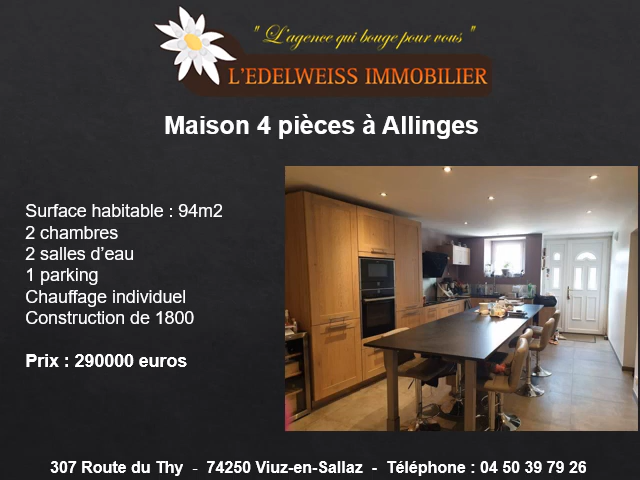 " L'agence qui bouge pour vous "
L'EDELWEISS IMMOBILIER
Maison 4 pièces à Allinges
Surface habitable : 94m2
2 chambres
2 salles d'eau
1 parking
Chauffage individuel
Construction de 1800
Prix : 290000 euros
307 Route du Thy - 74250 Viuz-en-Sallaz - Téléphone : 04 50 39 79 26